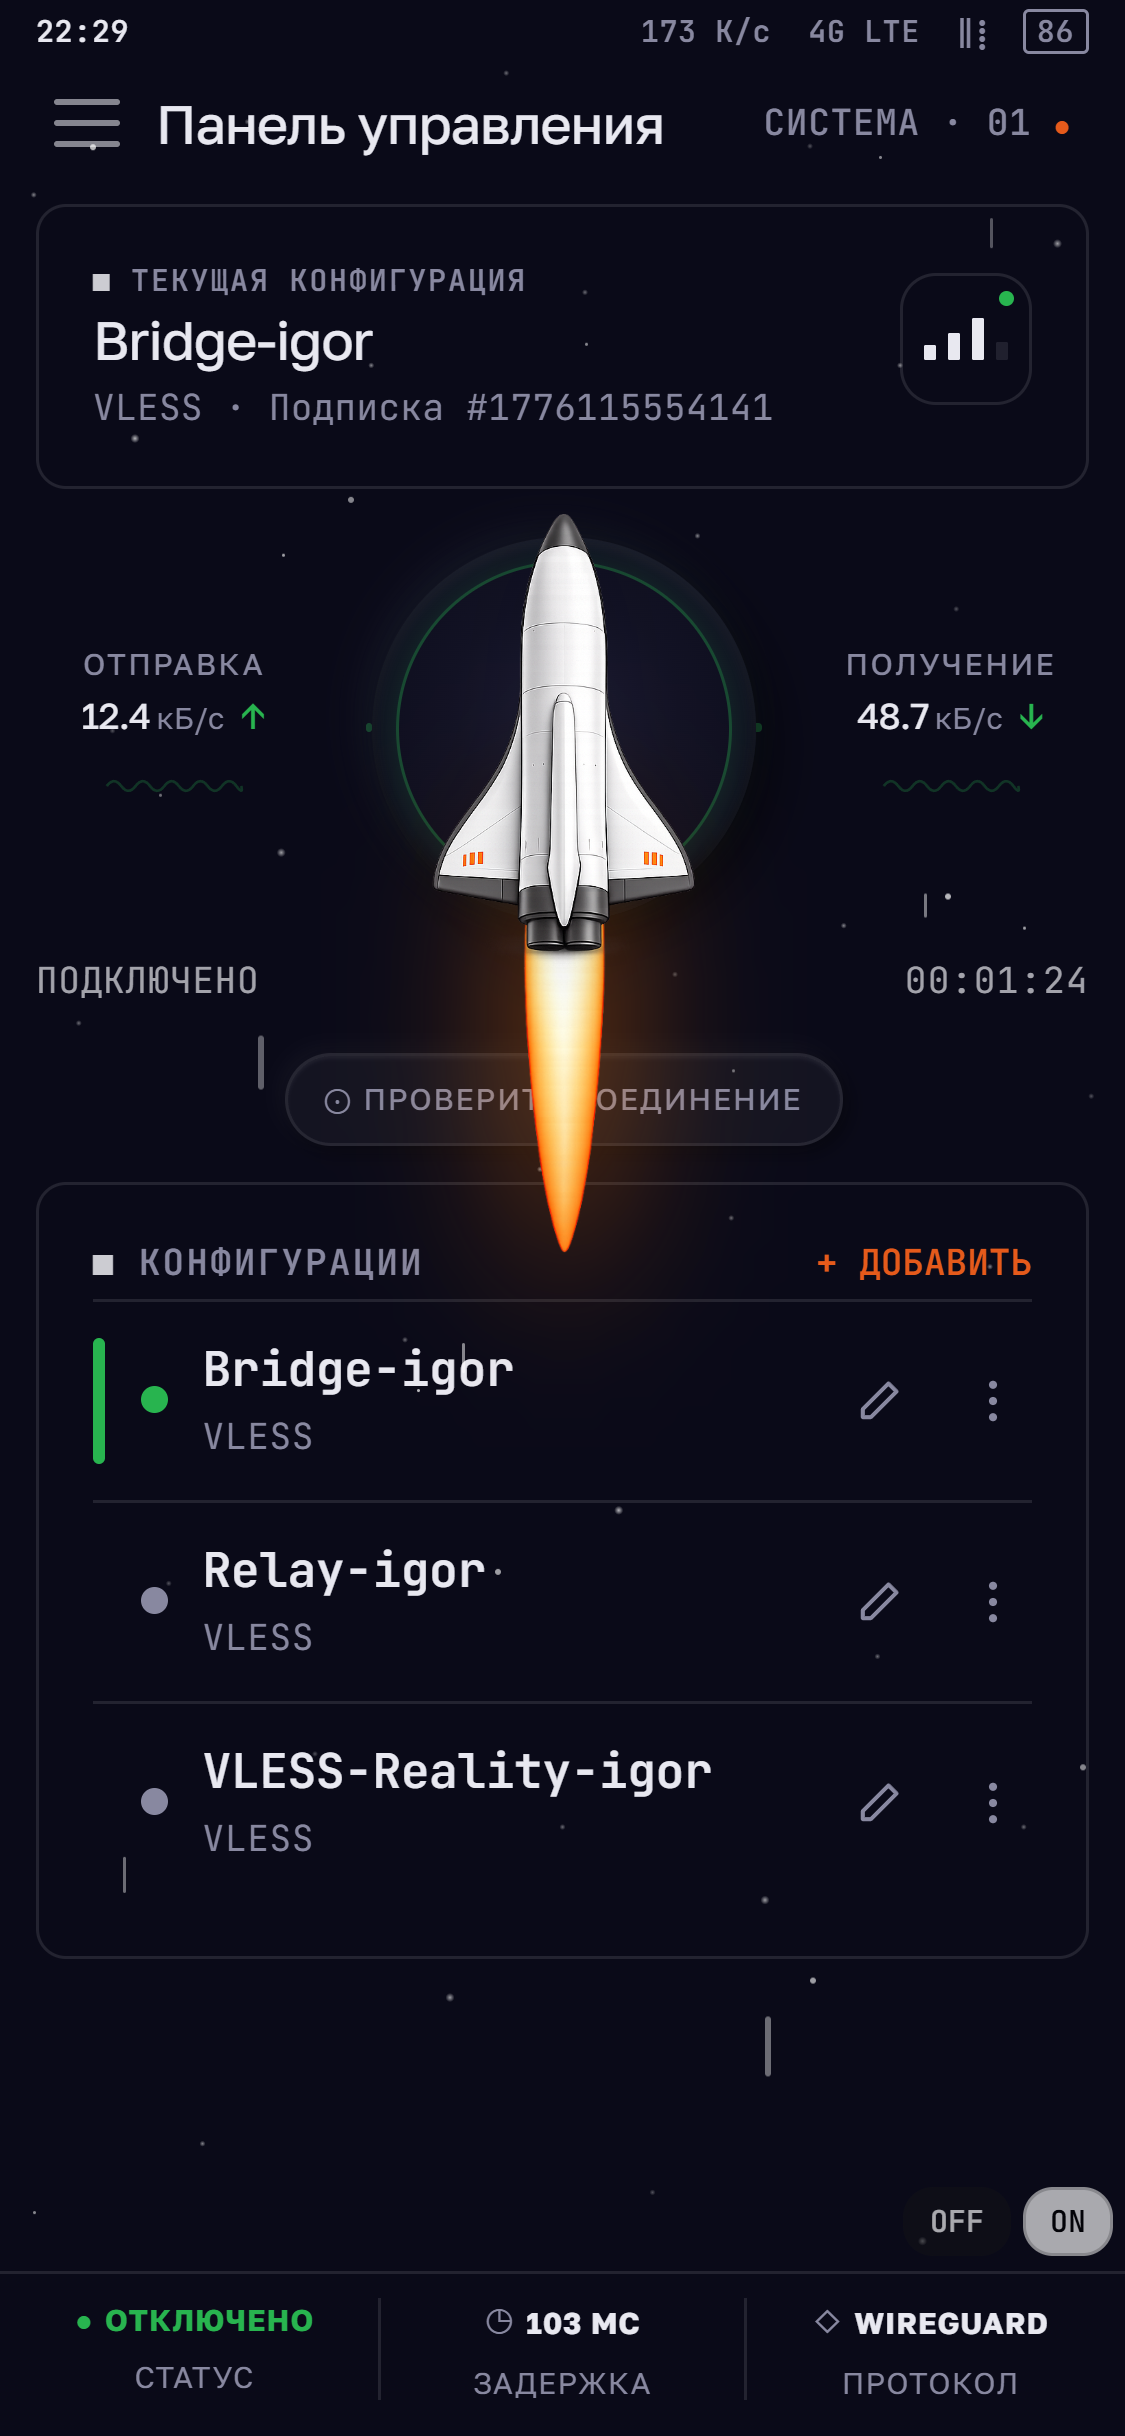 22:29 173 K/c 4G LTE 86
Панель управления СИСТЕМА · 01
ТЕКУЩАЯ КОНФИГУРАЦИЯ
Bridge-igor
VLESS · Подписка #1776115554141
ОТПРАВКА ПОЛУЧЕНИЕ
12.4 кБ/с ↑ 48.7 кБ/с ↓
ПОДКЛЮЧЕНО 00:01:24
ПРОВЕРИТ ОЕДИНЕНИЕ
КОНФИГУРАЦИИ + ДОБАВИТЬ
Bridge-igor
VLESS
Relay-igor
VLESS
VLESS-Reality-igor
VLESS
OFF ON
ОТКЛЮЧЕНО 103 МС WIREGUARD
СТАТУС ЗАДЕРЖКА ПРОТОКОЛ